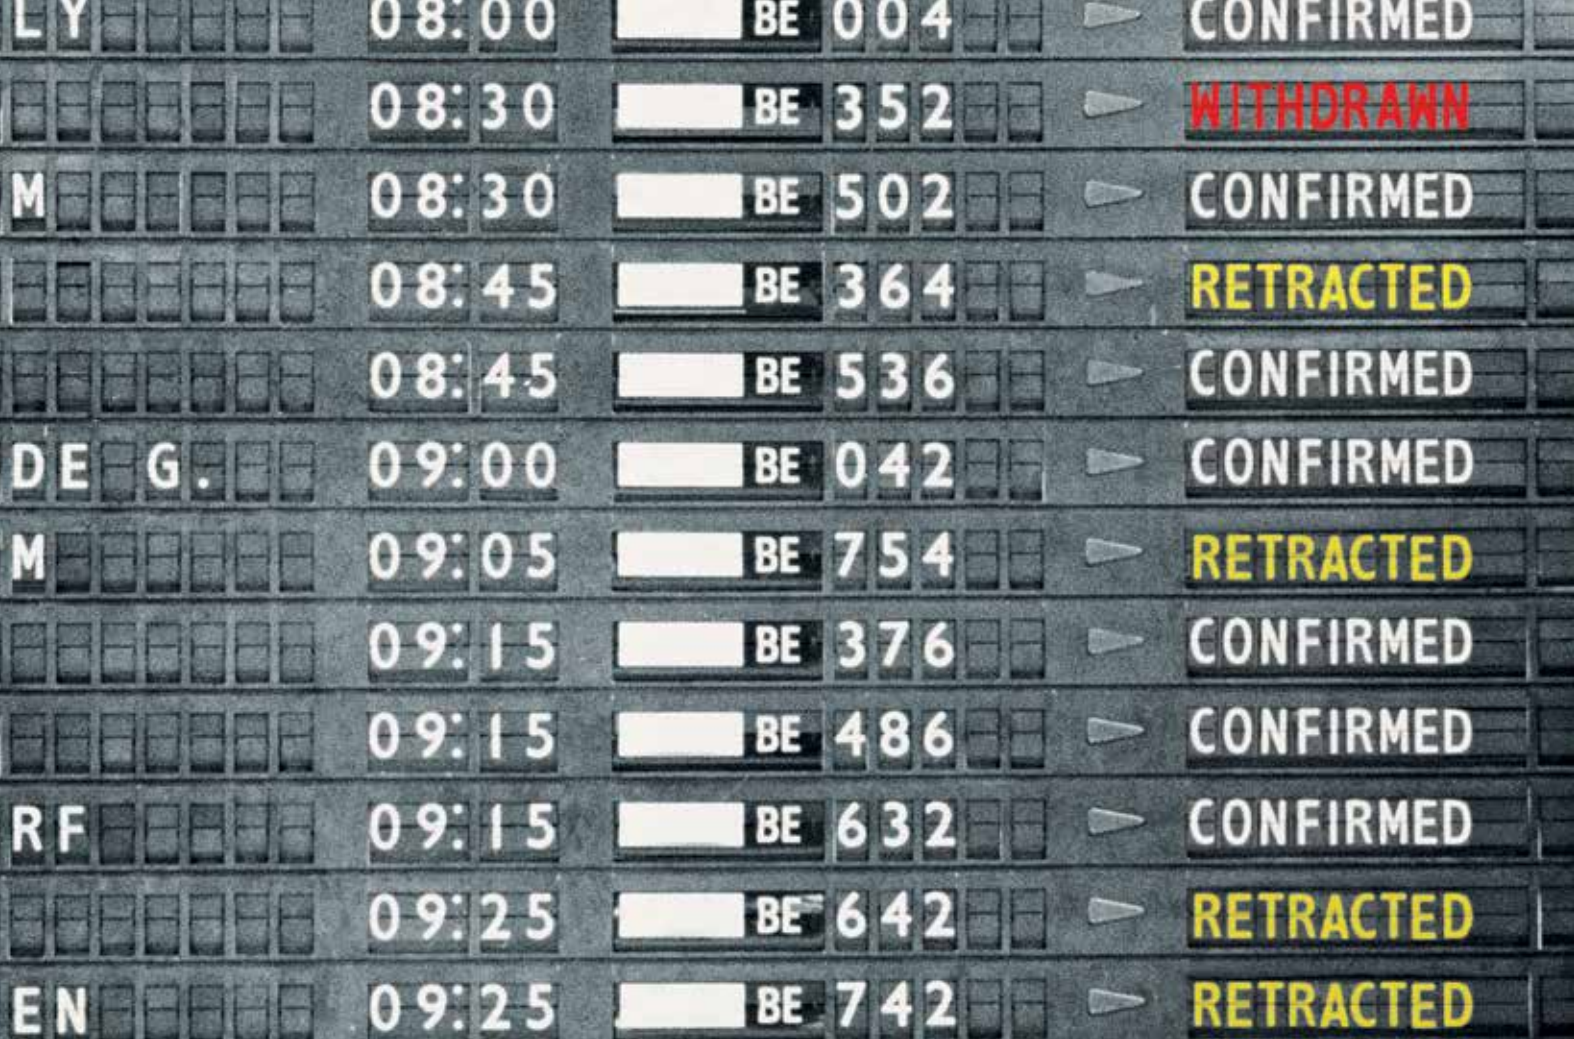 LY 08:00 BE 004 CONFIRMED
08:30 BE 352 WITHDRAWN
M 08:30 BE 502 CONFIRMED
08:45 BE 364 RETRACTED
08:45 BE 536 CONFIRMED
DE G. 09:00 BE 042 CONFIRMED
M 09:05 BE 754 RETRACTED
09:15 BE 376 CONFIRMED
09:15 BE 486 CONFIRMED
RF 09:15 BE 632 CONFIRMED
09:25 BE 642 RETRACTED
EN 09:25 BE 742 RETRACTED